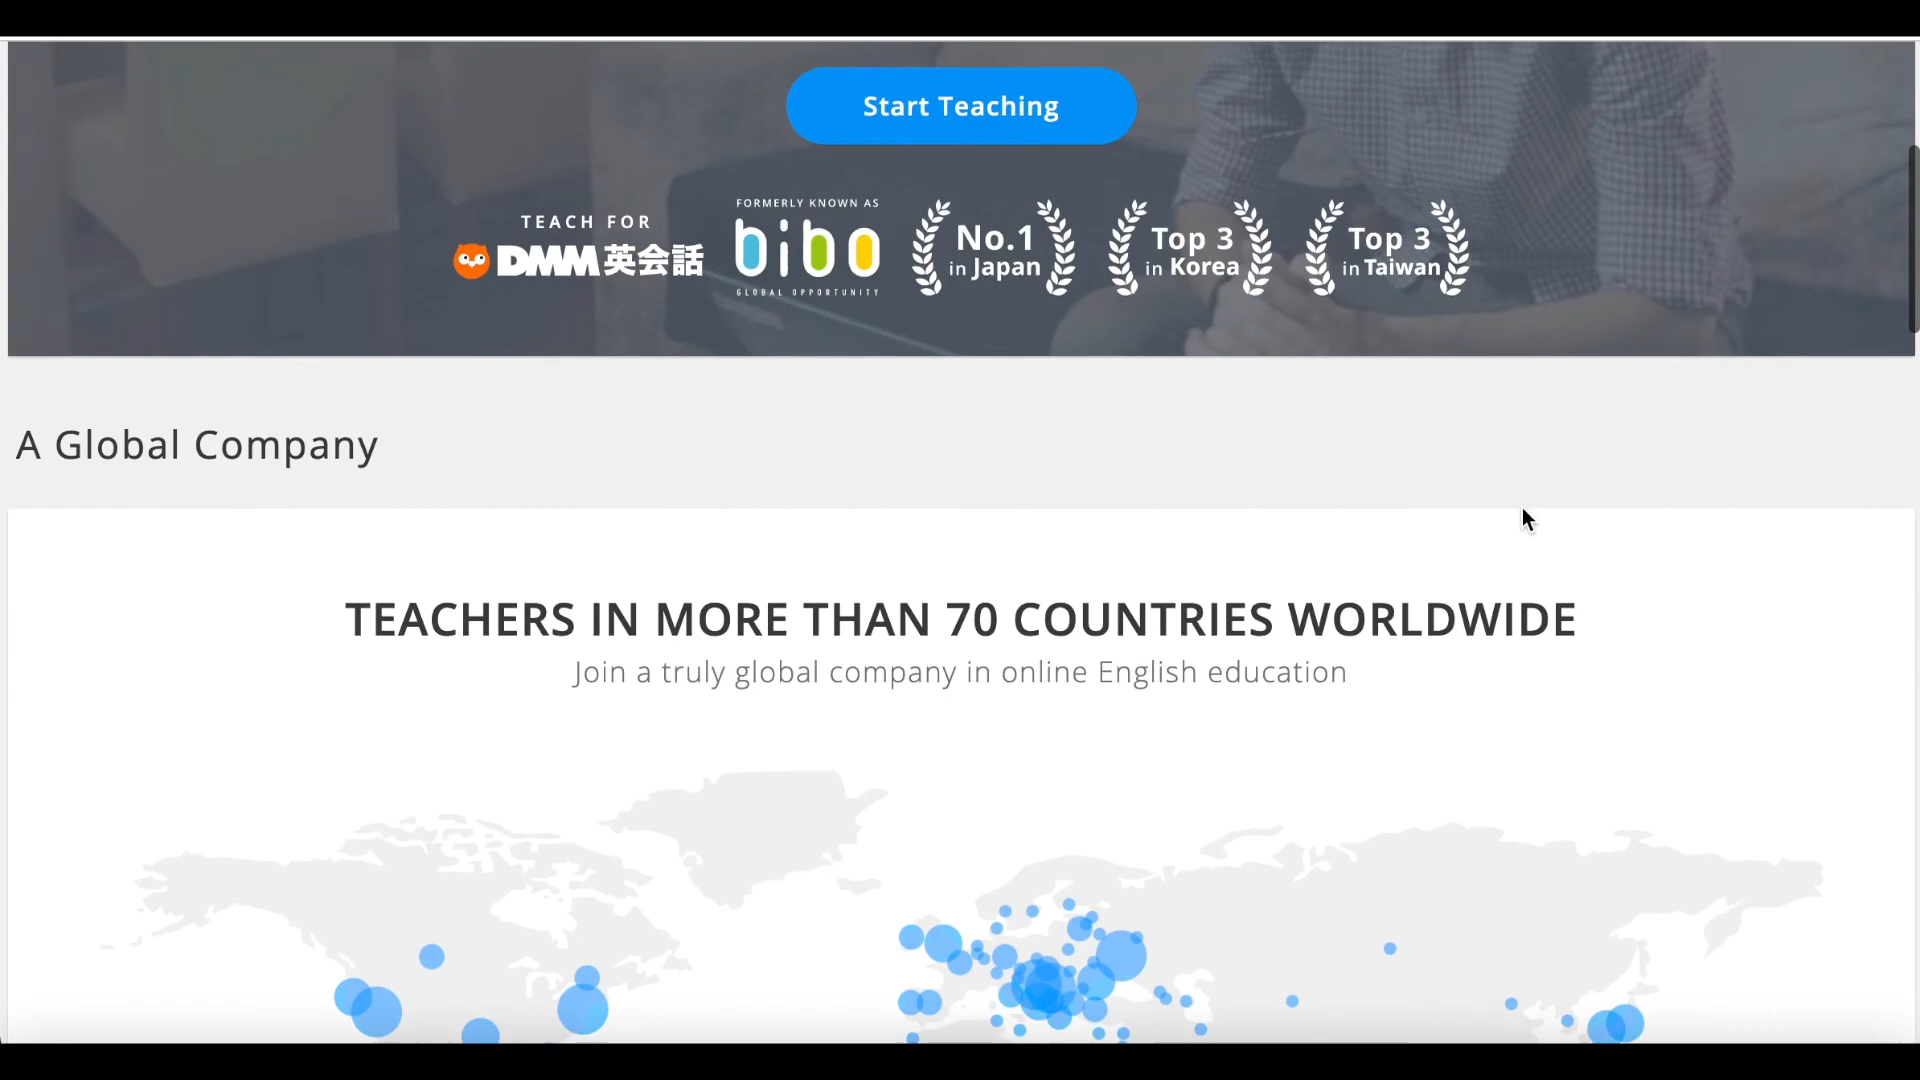 Start Teaching
TEACH FOR
DMM英会話
FORMERLY KNOWN AS
bibo
GLOBAL OPPORTUNITY
No.1
in Japan
Top 3
in Korea
Top 3
in Taiwan
A Global Company
TEACHERS IN MORE THAN 70 COUNTRIES WORLDWIDE
Join a truly global company in online English education